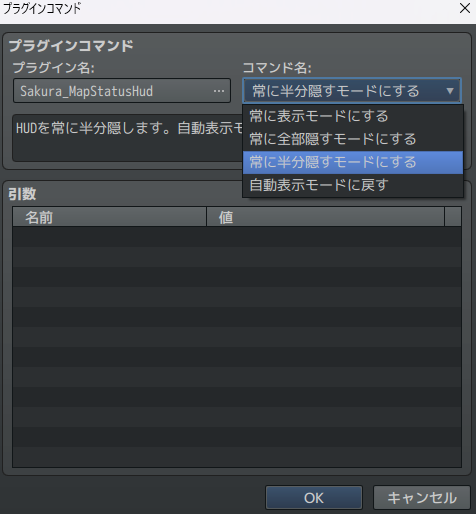 プラグインコマンド
プラグインコマンド
プラグイン名:
コマンド名:
Sakura_MapStatusHud
...
常に半分隠すモードにする
HUDを常に半分隠します。自動表示モ
常に表示モードにする
常に全部隠すモードにする
常に半分隠すモードにする
自動表示モードに戻す
引数
名前
値
OK
キャンセル